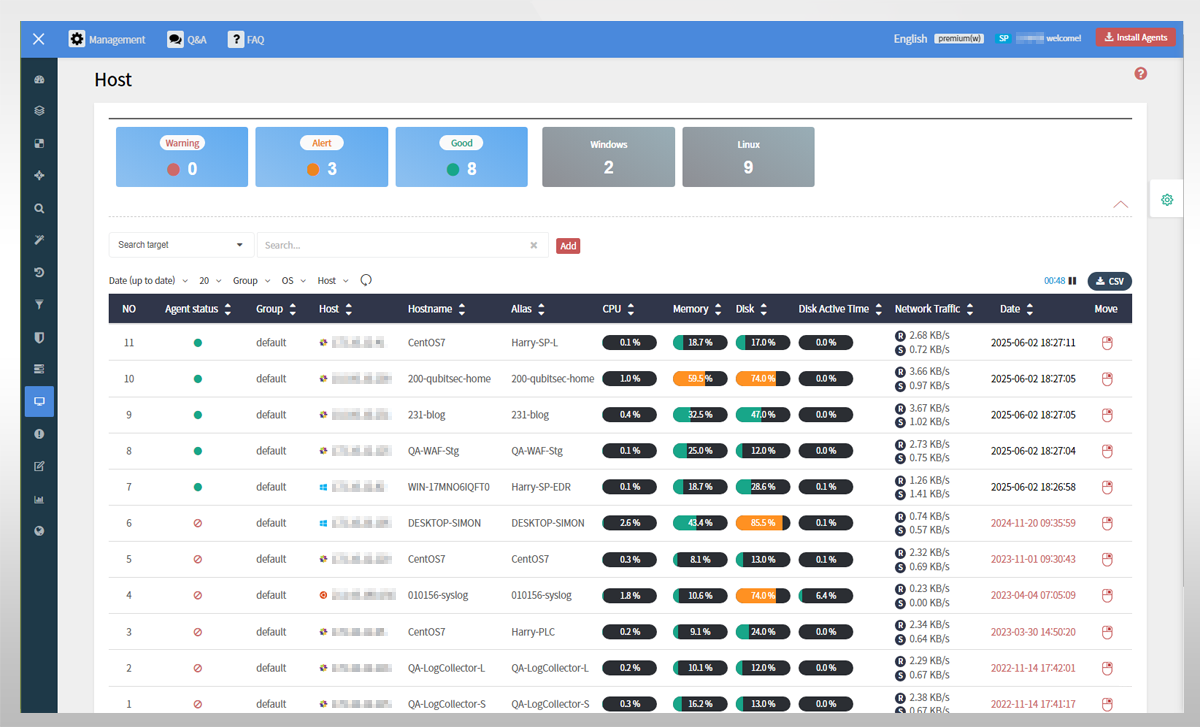 Management Q&A ? FAQ English premium(w) SP welcome! Install Agents
Host ?
Warning Alert Good Windows Linux
0 3 8 2 9
Search target Search... Add
Date (up to date) 20 Group OS Host 00:48 CSV
NO Agent status Group Host Hostname Alias CPU Memory Disk Disk Active Time Network Traffic Date Move
11 default CentOS7 Harry-SP-L 0.1 % 18.7 % 17.0 % 0.0 % R 2.68 KB/s 2025-06-02 18:27:11
S 0.72 KB/s
10 default 200-qubitsec-home 200-qubitsec-home 1.0 % 59.5 % 74.0 % 0.0 % R 3.66 KB/s 2025-06-02 18:27:05
S 0.97 KB/s
9 default 231-blog 231-blog 0.4 % 32.5 % 47.0 % 0.0 % R 3.67 KB/s 2025-06-02 18:27:05
S 1.02 KB/s
8 default QA-WAF-Stg QA-WAF-Stg 0.1 % 25.0 % 12.0 % 0.0 % R 2.73 KB/s 2025-06-02 18:27:04
S 0.75 KB/s
7 default WIN-17MNO6IQFT0 Harry-SP-EDR 0.1 % 18.7 % 28.6 % 0.1 % R 1.26 KB/s 2025-06-02 18:26:58
S 1.41 KB/s
6 default DESKTOP-SIMON DESKTOP-SIMON 2.6 % 43.4 % 85.5 % 0.1 % R 0.74 KB/s 2024-11-20 09:35:59
S 0.57 KB/s
5 default CentOS7 CentOS7 0.3 % 8.1 % 13.0 % 0.1 % R 2.32 KB/s 2023-11-01 09:30:43
S 0.69 KB/s
4 default 010156-syslog 010156-syslog 1.8 % 10.6 % 74.0 % 6.4 % R 0.23 KB/s 2023-04-04 07:05:09
S 0.00 KB/s
3 default CentOS7 Harry-PLC 0.2 % 9.1 % 24.0 % 0.0 % R 2.34 KB/s 2023-03-30 14:50:20
S 0.64 KB/s
2 default QA-LogCollector-L QA-LogCollector-L 0.2 % 10.1 % 12.0 % 0.0 % R 2.29 KB/s 2022-11-14 17:42:01
S 0.67 KB/s
1 default QA-LogCollector-S QA-LogCollector-S 0.3 % 16.2 % 13.0 % 0.0 % R 2.38 KB/s 2022-11-14 17:41:17
S 0.67 KB/s